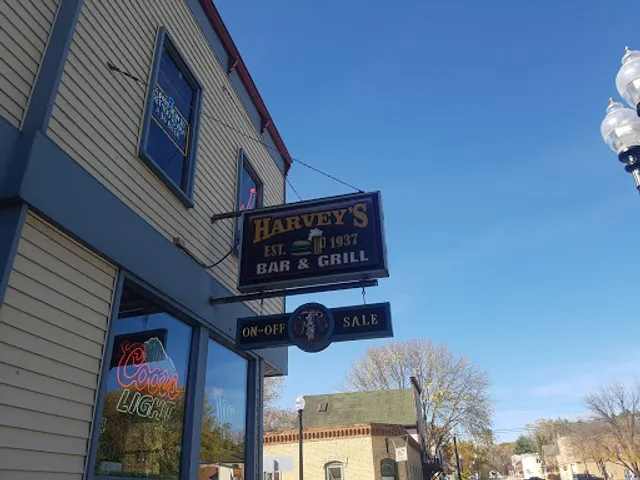 HARVEY'S
EST. 1937
BAR & GRILL
ON-OFF SALE
Coors
LIGHT